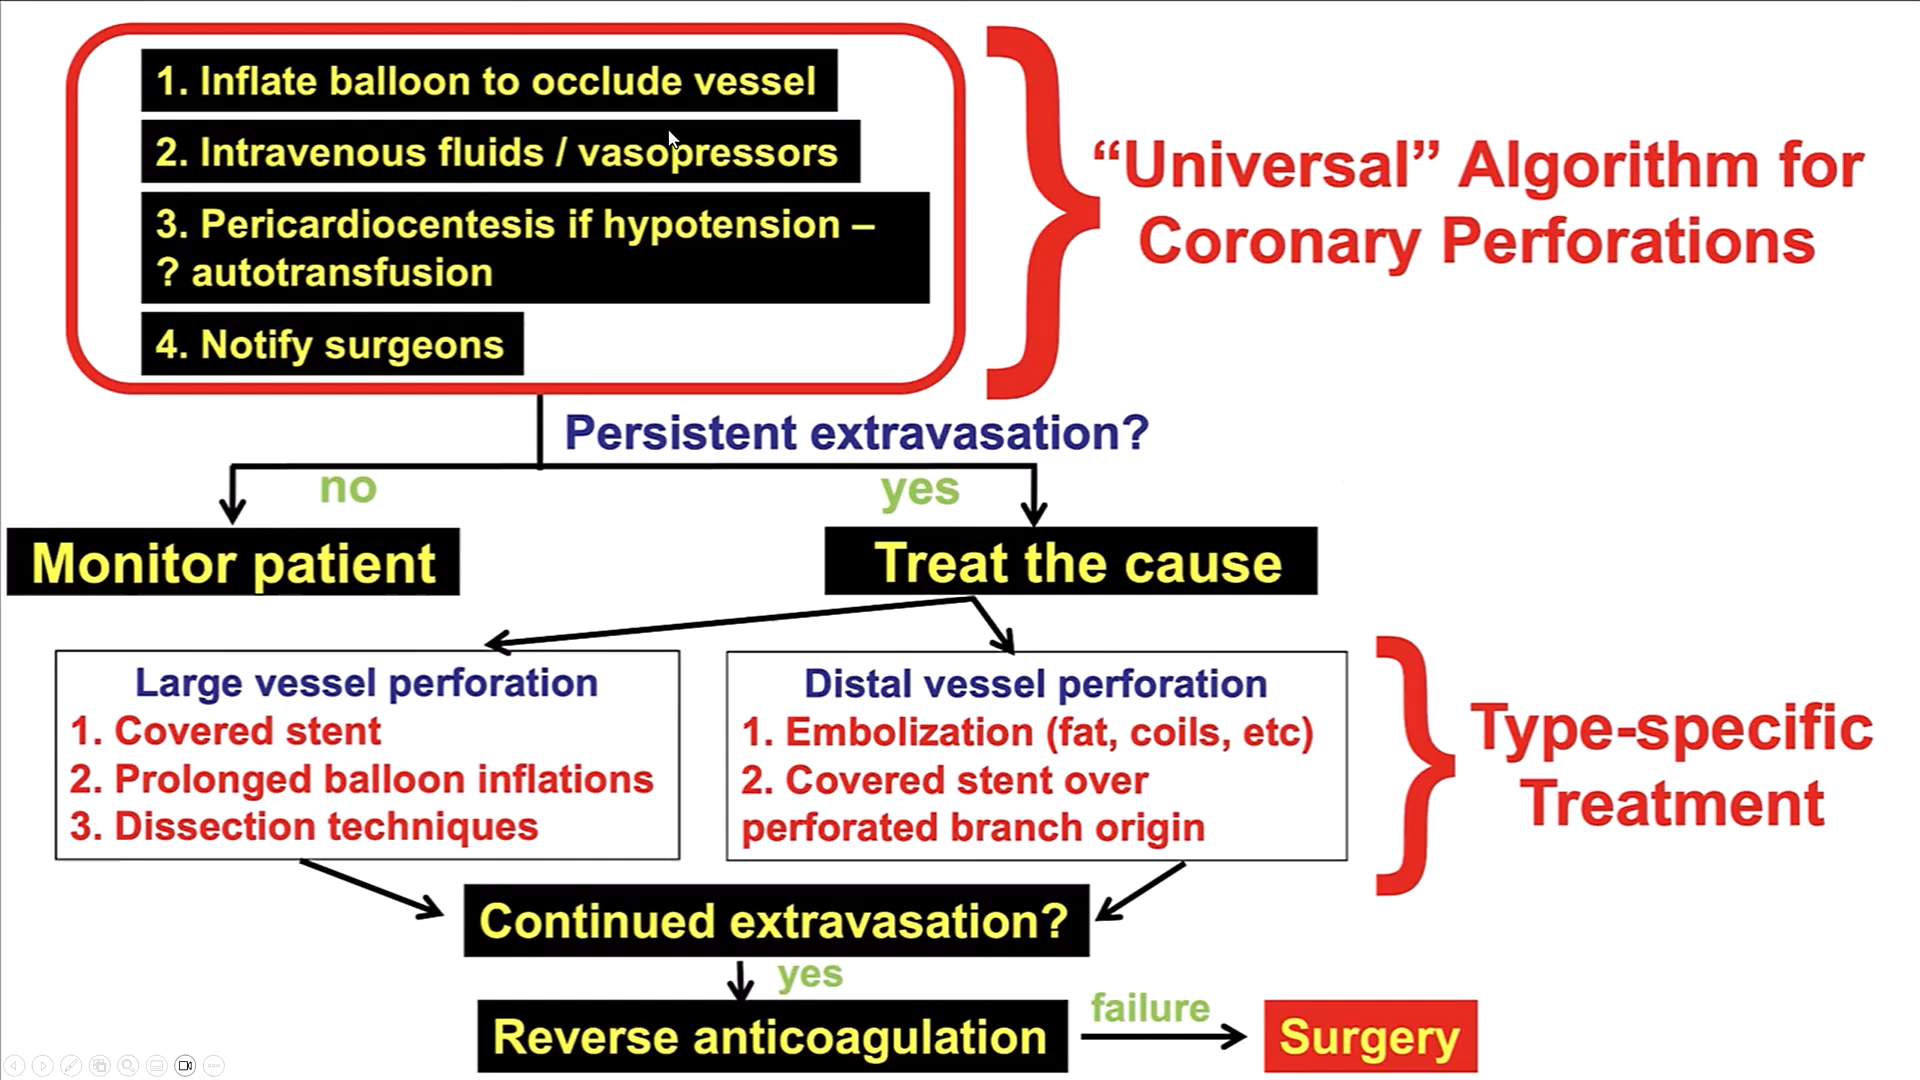 1. Inflate balloon to occlude vessel
2. Intravenous fluids / vasopressors
3. Pericardiocentesis if hypotension –
? autotransfusion
4. Notify surgeons
“Universal” Algorithm for
Coronary Perforations
Persistent extravasation?
no
yes
Monitor patient
Treat the cause
Large vessel perforation
1. Covered stent
2. Prolonged balloon inflations
3. Dissection techniques
Distal vessel perforation
1. Embolization (fat, coils, etc)
2. Covered stent over
perforated branch origin
Type-specific
Treatment
Continued extravasation?
yes
Reverse anticoagulation
failure
Surgery